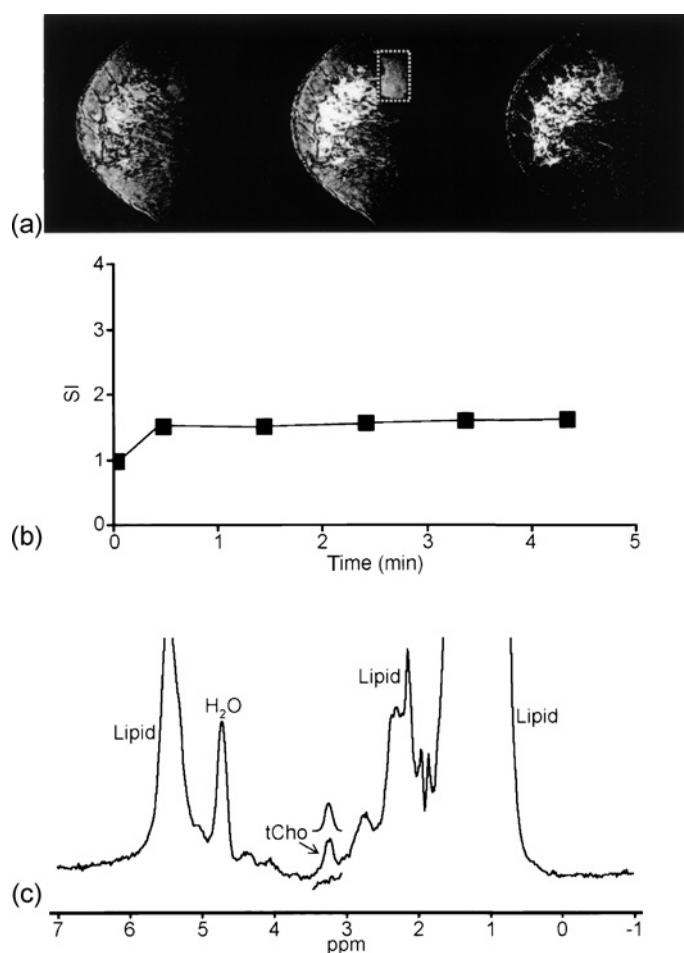 (a)
4
3
SI
2
1
0
(b)
0 1 2 3 4 5
Time (min)
Lipid
H₂O
Lipid
Lipid
tCho
(c)
7 6 5 4 3 2 1 0 -1
ppm